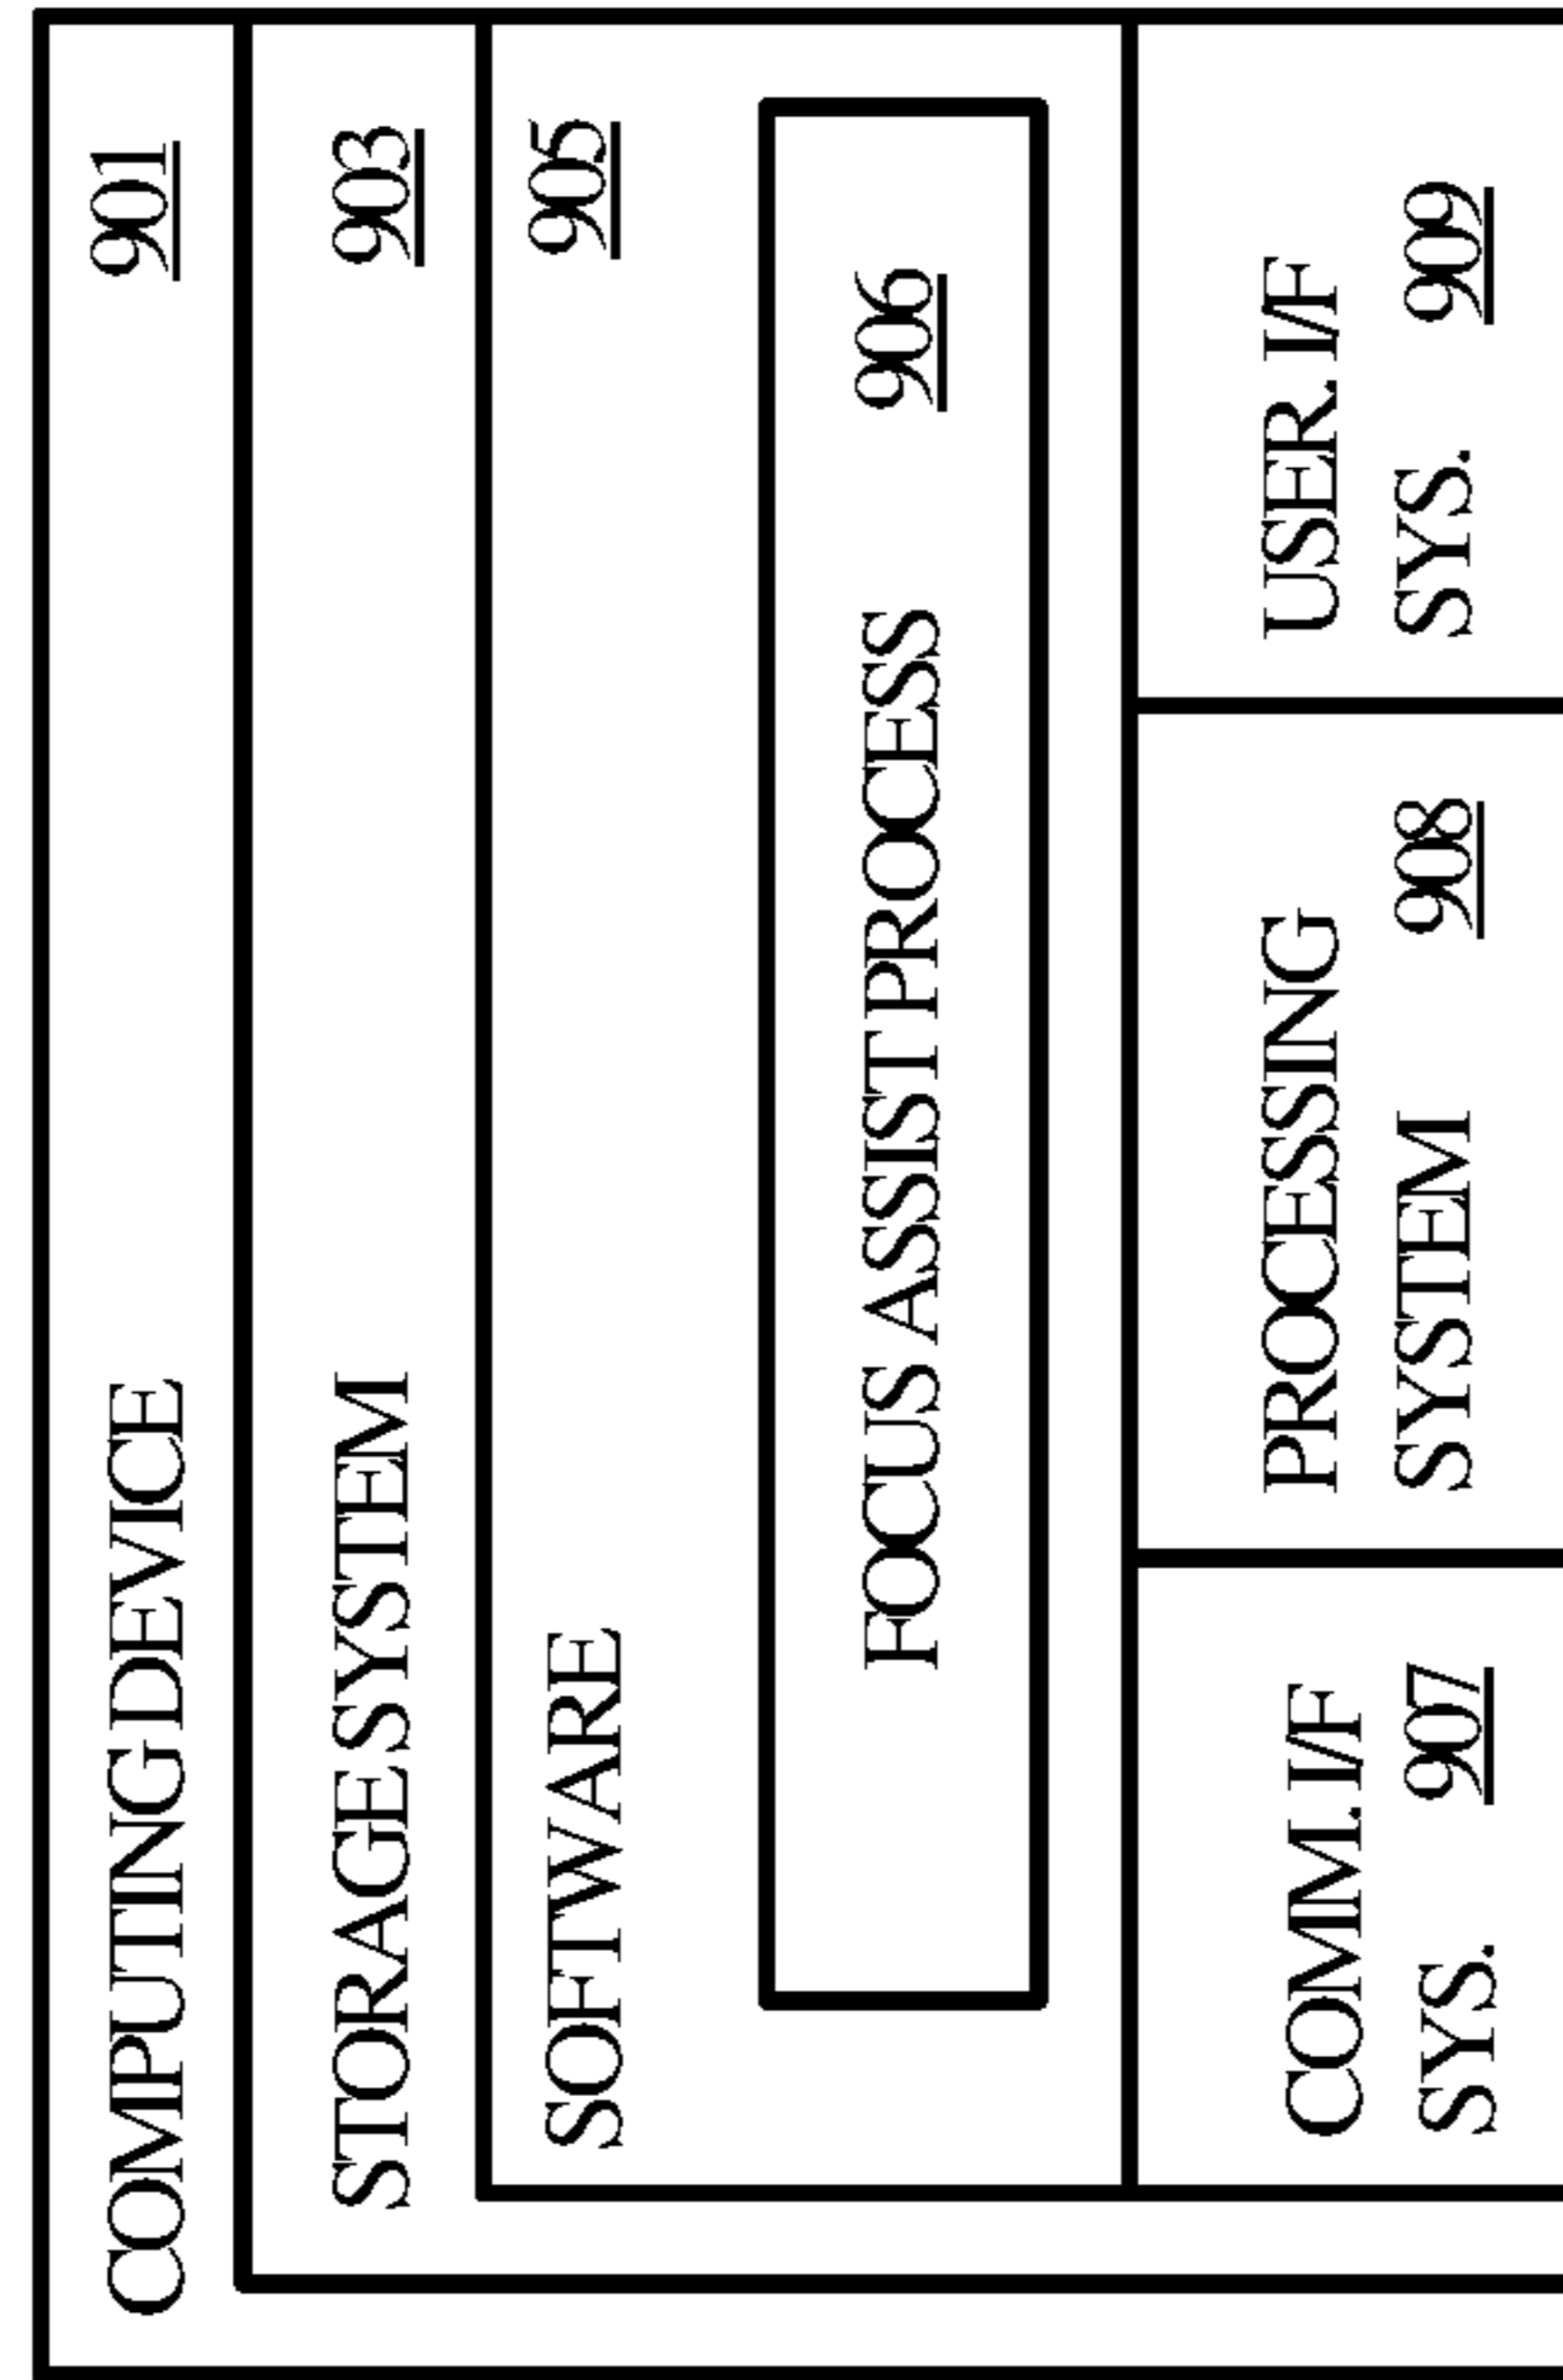 COMPUTING DEVICE 901
STORAGE SYSTEM 903
SOFTWARE 905
FOCUS ASSIST PROCESS 906
COMM. I/F
SYS. 907
PROCESSING
SYSTEM 908
USER. I/F
SYS. 909